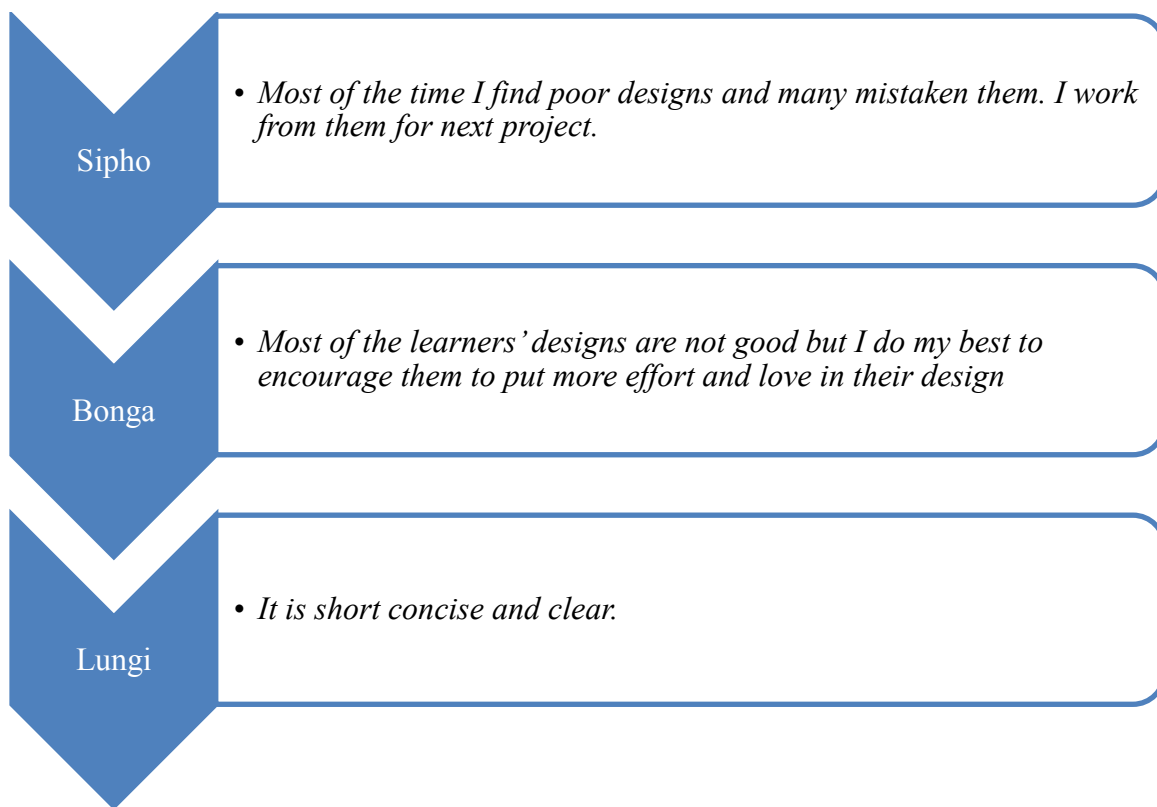 Sipho
• Most of the time I find poor designs and many mistaken them. I work
from them for next project.
Bonga
• Most of the learners’ designs are not good but I do my best to
encourage them to put more effort and love in their design
Lungi
• It is short concise and clear.